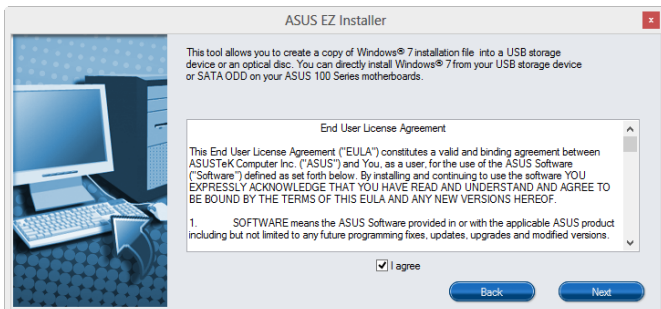 ASUS EZ Installer
x
This tool allows you to create a copy of Windows® 7 installation file into a USB storage
device or an optical disc. You can directly install Windows® 7 from your USB storage device
or SATA ODD on your ASUS 100 Series motherboards.
End User License Agreement
This End User License Agreement ("EULA") constitutes a valid and binding agreement between
ASUSTeK Computer Inc. ("ASUS") and You, as a user, for the use of the ASUS Software
("Software") defined as set forth below. By installing and continuing to use the software YOU
EXPRESSLY ACKNOWLEDGE THAT YOU HAVE READ AND UNDERSTAND AND AGREE TO
BE BOUND BY THE TERMS OF THIS EULA AND ANY NEW VERSIONS HEREOF.
1. SOFTWARE means the ASUS Software provided in or with the applicable ASUS product
including but not limited to any future programming fixes, updates, upgrades and modified versions.
I agree
Back Next